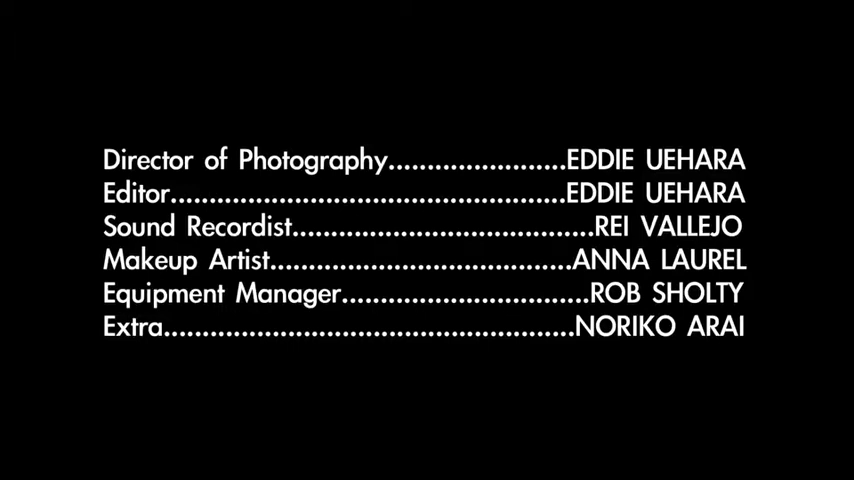 Director of Photography.......................EDDIE UEHARA
Editor...................................................EDDIE UEHARA
Sound Recordist.......................................REI VALLEJO
Makeup Artist.......................................ANNA LAUREL
Equipment Manager................................ROB SHOLTY
Extra.....................................................NORIKO ARAI